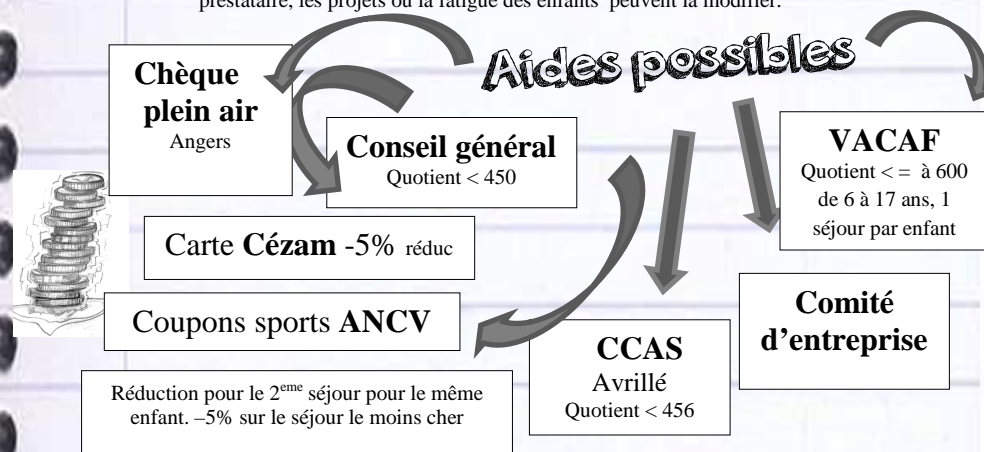 prestataire, les projets ou la fatigue des enfants peuvent la modifier.
Aides possibles
Chèque
plein air
Angers
Conseil général
Quotient < 450
VACAF
Quotient < = à 600
de 6 à 17 ans, 1
séjour par enfant
Carte Cézam -5% réduc
Coupons sports ANCV
Comité
d'entreprise
CCAS
Avrillé
Quotient < 456
Réduction pour le 2eme séjour pour le même
enfant. –5% sur le séjour le moins cher